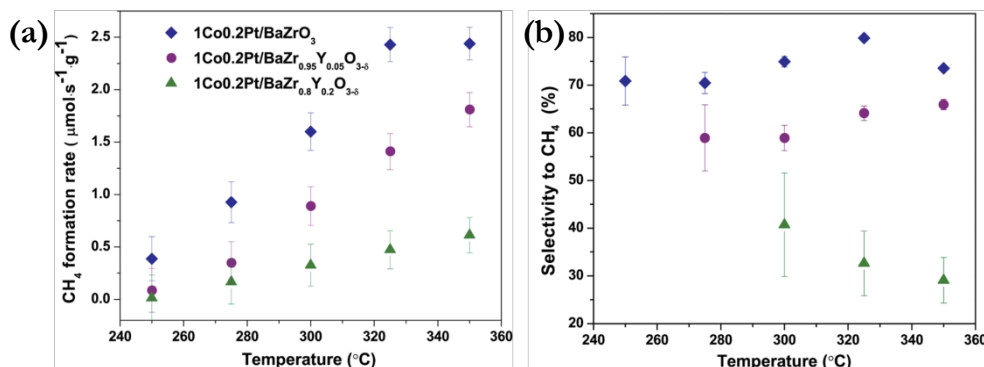 (a)
1Co0.2Pt/BaZrO3
1Co0.2Pt/BaZr0.95Y0.05O3-δ
1Co0.2Pt/BaZr0.8Y0.2O3-δ
CH4 formation rate ( μmol·s-1·g-1)
2.5
2.0
1.5
1.0
0.5
0.0
240 260 280 300 320 340 360
Temperature (°C)
(b)
Selectivity to CH4 (%)
80
70
60
50
40
30
20
240 260 280 300 320 340 360
Temperature (°C)